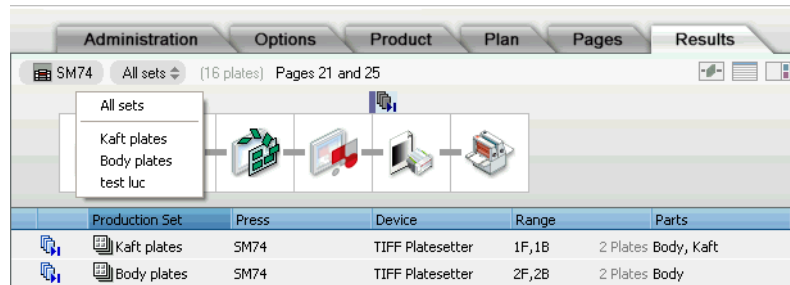 Administration Options Product Plan Pages Results
SM74 All sets (16 plates) Pages 21 and 25
All sets
Kaft plates
Body plates
test luc
Production Set Press Device Range Parts
Kaft plates SM74 TIFF Platesetter 1F,1B 2 Plates Body, Kaft
Body plates SM74 TIFF Platesetter 2F,2B 2 Plates Body